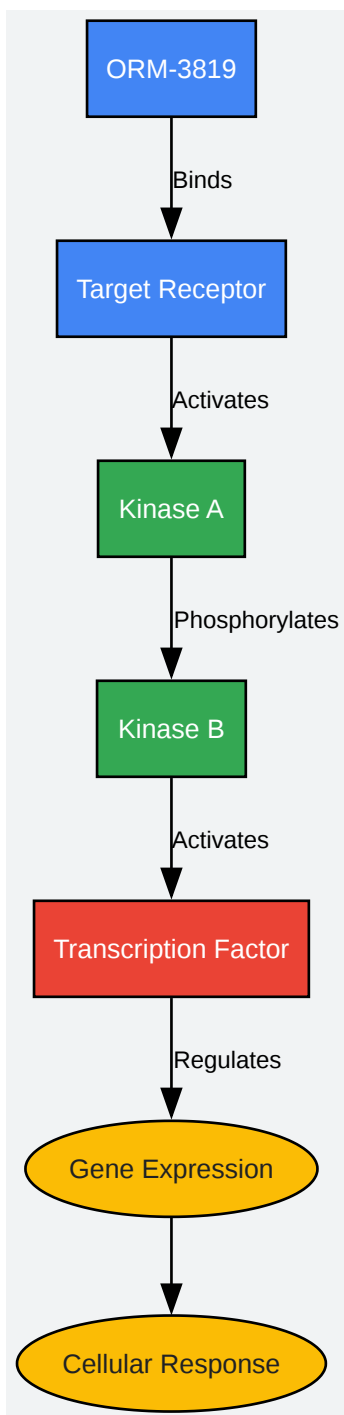 ORM-3819
Binds
Target Receptor
Activates
Kinase A
Phosphorylates
Kinase B
Activates
Transcription Factor
Regulates
Gene Expression
Cellular Response